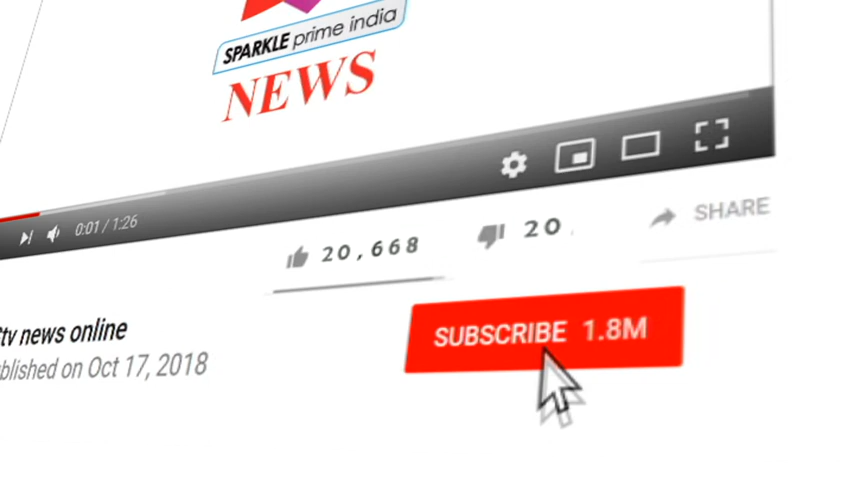 SPARKLE prime india
NEWS
0:01 / 1:26
20,668
20
SHARE
tv news online
SUBSCRIBE 1.8M
blished on Oct 17, 2018